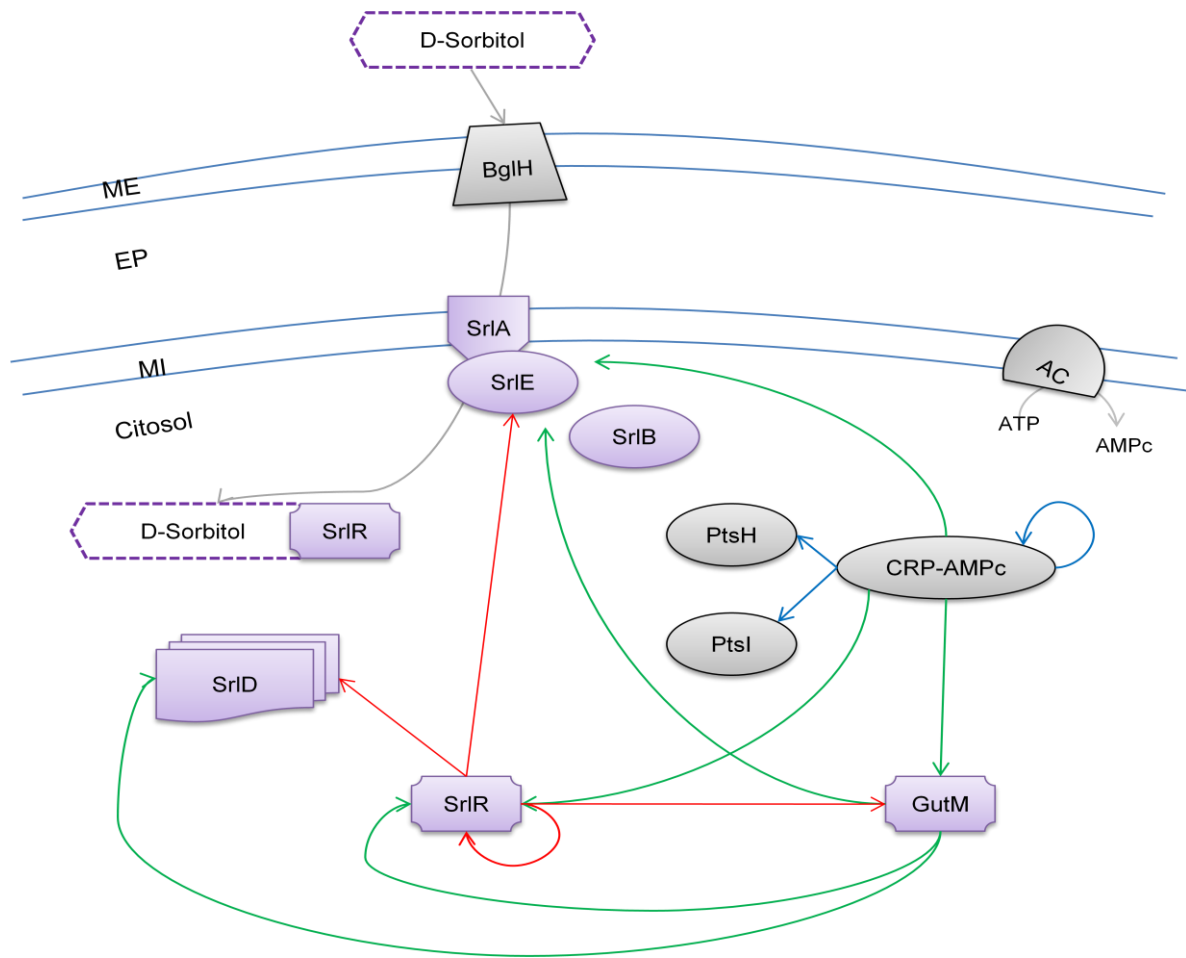 D-Sorbitol
BglH
ME
EP
SrlA
MI
SrlE
AC
Citosol
SrlB
ATP
AMPc
D-Sorbitol
SrlR
PtsH
CRP-AMPc
PtsI
SrlD
SrlR
GutM